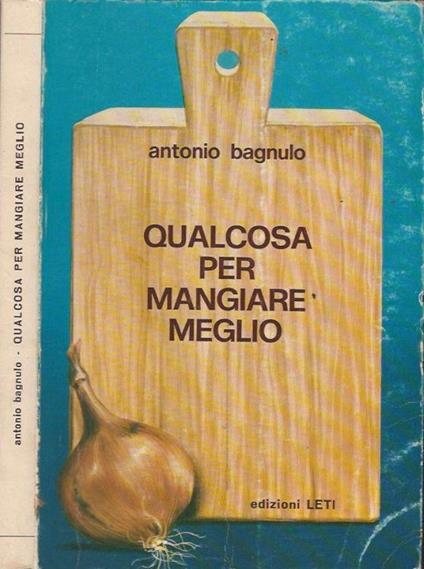 antonio bagnulo - QUALCOSA PER MANGIARE MEGLIO
antonio bagnulo
QUALCOSA
PER
MANGIARE
MEGLIO
edizioni LETI